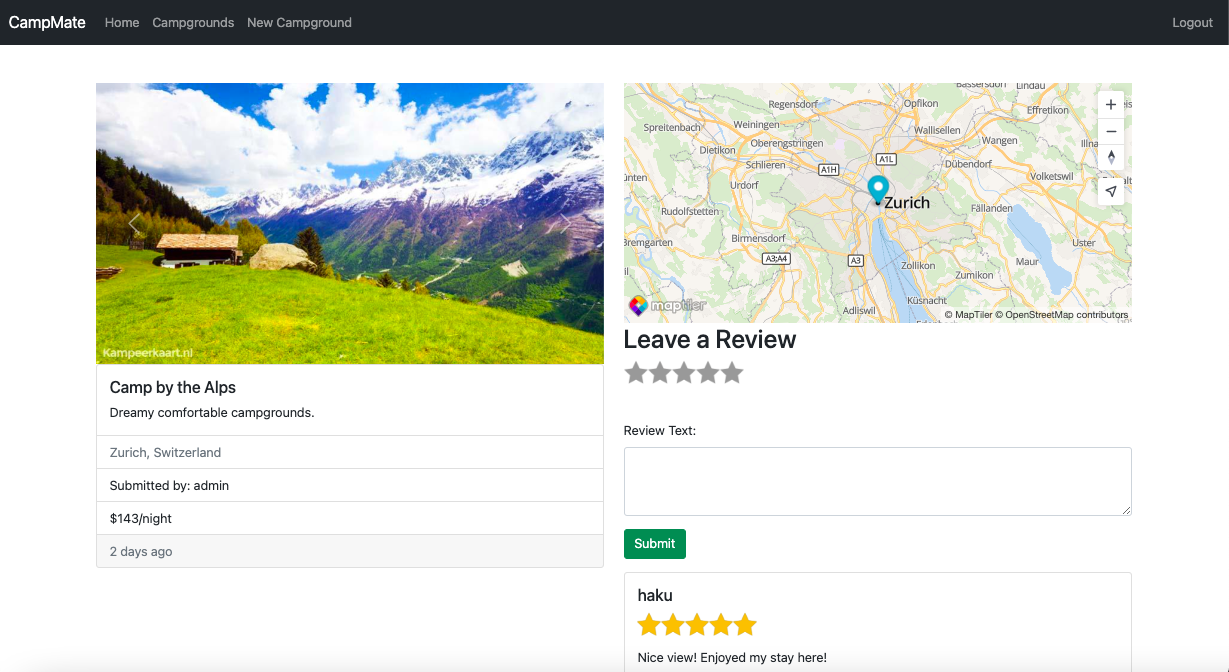 CampMate Home Campgrounds New Campground Logout
Kampeerkaart.nl
Camp by the Alps
Dreamy comfortable campgrounds.
Zurich, Switzerland
Submitted by: admin
$143/night
2 days ago
Bassersdorf Lindau
Regensdorf Opfikon
Effretikon
Spreitenbach Weiningen Wallisellen
Oberengstringen Wangen
Dietikon
A1L
Schlieren A1H Dübendorf
Volketswil
Urdorf
Zurich
Rudolfstetten Fällanden
Birmensdorf Uster
Bremgarten
A3;A4 A3 Maur
Zollikon
Zumikon
Küsnacht
maptiler Adliswil
© MapTiler © OpenStreetMap contributors
Leave a Review
Review Text:
Submit
haku
Nice view! Enjoyed my stay here!